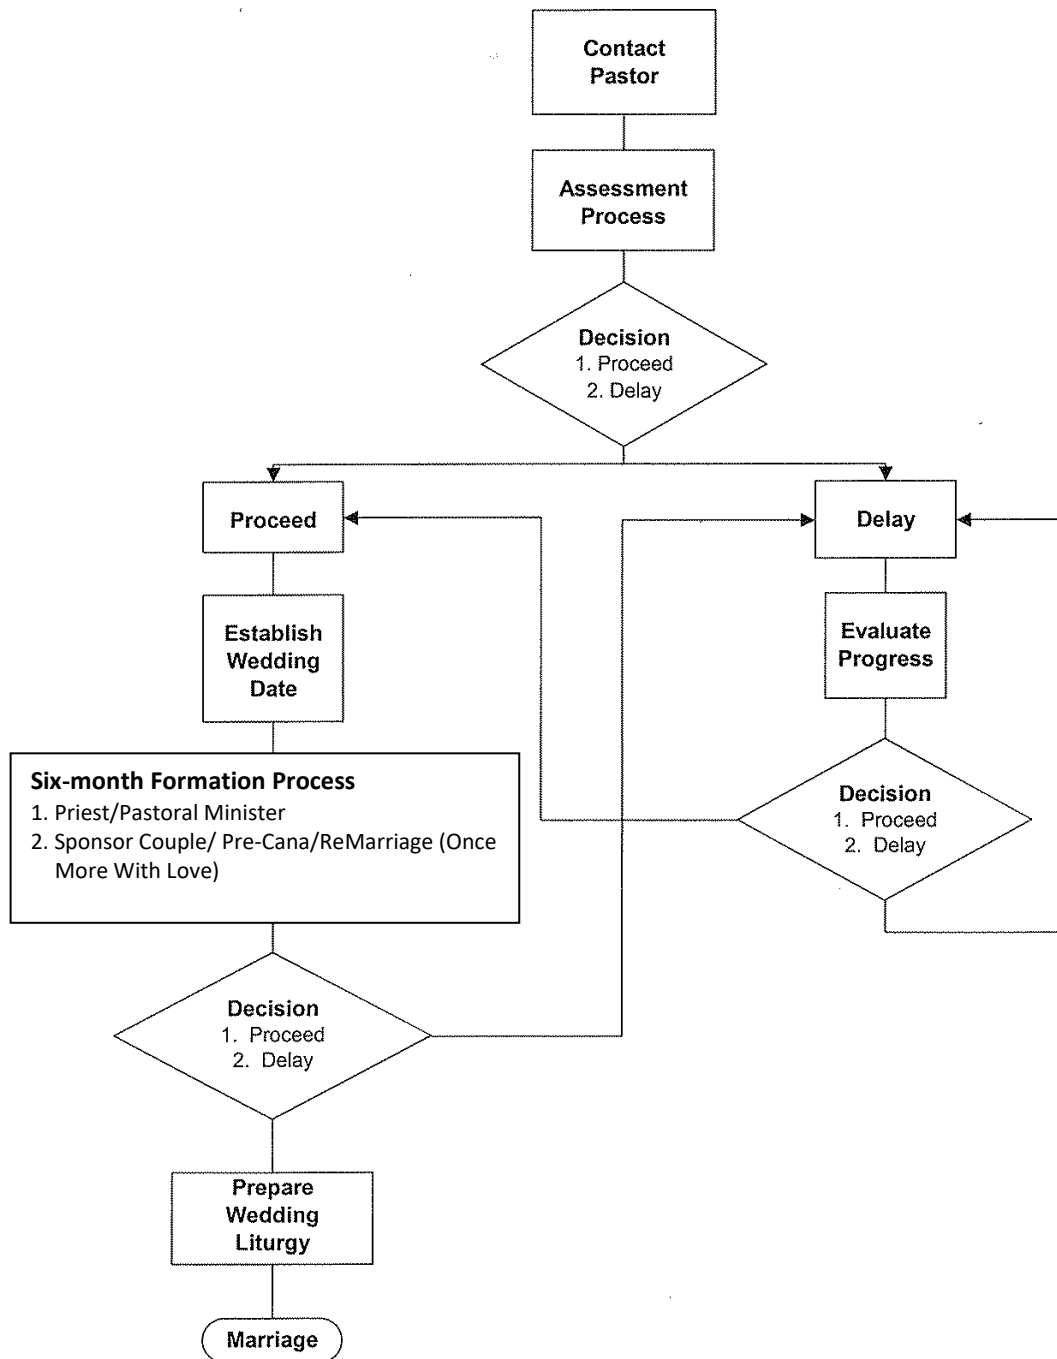 Contact
Pastor
Assessment
Process
Decision
1. Proceed
2. Delay
Proceed
Delay
Establish
Wedding
Date
Evaluate
Progress
Six-month Formation Process
1. Priest/Pastoral Minister
2. Sponsor Couple/ Pre-Cana/ReMarriage (Once
More With Love)
Decision
1. Proceed
2. Delay
Decision
1. Proceed
2. Delay
Prepare
Wedding
Liturgy
Marriage